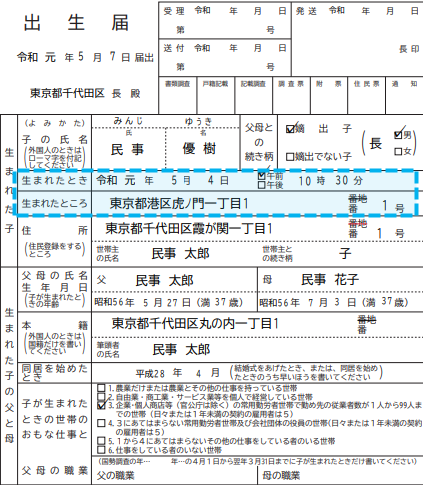 出 生 届
令和 元 年 5 月 7 日 届出
東京都千代田区 長 殿
受 理 令和 年 月 日
第 号
送 付 令和 年 月 日
第 号
発 送 令和 年 月 日
長 印
書類調査 戸籍記載 記載調査 調 査 票 附 票 住 民 票 通 知
生まれた子
(よ み か た) みんじ ゆうき
子 の 氏 名 氏 名
(外国人のときはローマ字を付記してください) 民 事 優 樹
父母との続き柄
☑嫡 出 子
□嫡出でない子
(長 ☑男 □女)
生まれたとき 令和 元 年 5 月 4 日 ☑午前 □午後 10 時 30 分
生まれたところ 東京都港区虎ノ門一丁目1 番地 番 1 号
住 所 東京都千代田区霞が関一丁目1 番地 番 1 号
(住民登録をするところ) 世帯主の氏名 民事 太郎 世帯主との続き柄 子
生まれた子の父と母
父 母 の 氏 名 父 民事 太郎 母 民事 花子
生 年 月 日
(子が生まれたときの年齢) 昭和56年 5 月 27 日 (満 37 歳) 昭和56年 7 月 3 日 (満 37 歳)
本 籍 東京都千代田区丸の内一丁目1 番地 番
(外国人のときは国籍だけを書いてください) 筆頭者の氏名 民事 太郎
同居を始めたとき 平成28 年 4 月 (結婚式をあげたとき、または、同居を始めたときのうち早いほうを書いてください)
子が生まれたときの世帯のおもな仕事と
□1.農業だけまたは農業とその他の仕事を持っている世帯
□2.自由業・商工業・サービス業等を個人で経営している世帯
☑3.企業・個人商店等(官公庁は除く)の常用勤労者世帯で勤め先の従業者数が1人から99人までの世帯(日々または1年未満の契約の雇用者は5)
□4.3にあてはまらない常用勤労者世帯及び会社団体の役員の世帯(日々または1年未満の契約の雇用者は5)
□5.1から4にあてはまらないその他の仕事をしている者のいる世帯
□6.仕事をしている者のいない世帯
父 母 の 職 業 (国勢調査の年… 年…の4月1日から翌年3月31日までに子が生まれたときだけ書いてください)
父の職業 母の職業